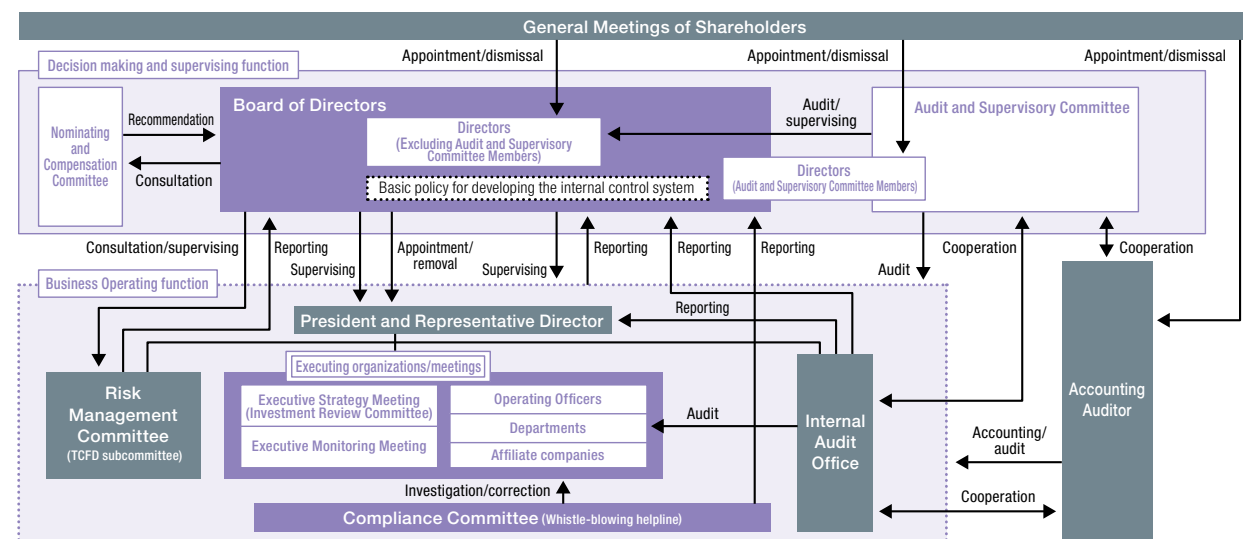 General Meetings of Shareholders
Appointment/dismissal
Appointment/dismissal
Appointment/dismissal
Decision making and supervising function
Nominating
and
Compensation
Committee
Recommendation
Consultation
Board of Directors
Directors
(Excluding Audit and Supervisory
Committee Members)
Basic policy for developing the internal control system
Audit/
supervising
Audit and Supervisory Committee
Directors
(Audit and Supervisory Committee Members)
Consultation/supervising
Reporting
Supervising
Appointment/
removal
Supervising
Reporting
Reporting
Reporting
Audit
Cooperation
Cooperation
Business Operating function
President and Representative Director
Reporting
Executing organizations/meetings
Risk
Management
Committee
(TCFD subcommittee)
Executive Strategy Meeting
(Investment Review Committee)
Executive Monitoring Meeting
Operating Officers
Departments
Affiliate companies
Audit
Internal
Audit
Office
Accounting
Auditor
Accounting/
audit
Investigation/correction
Cooperation
Compliance Committee (Whistle-blowing helpline)